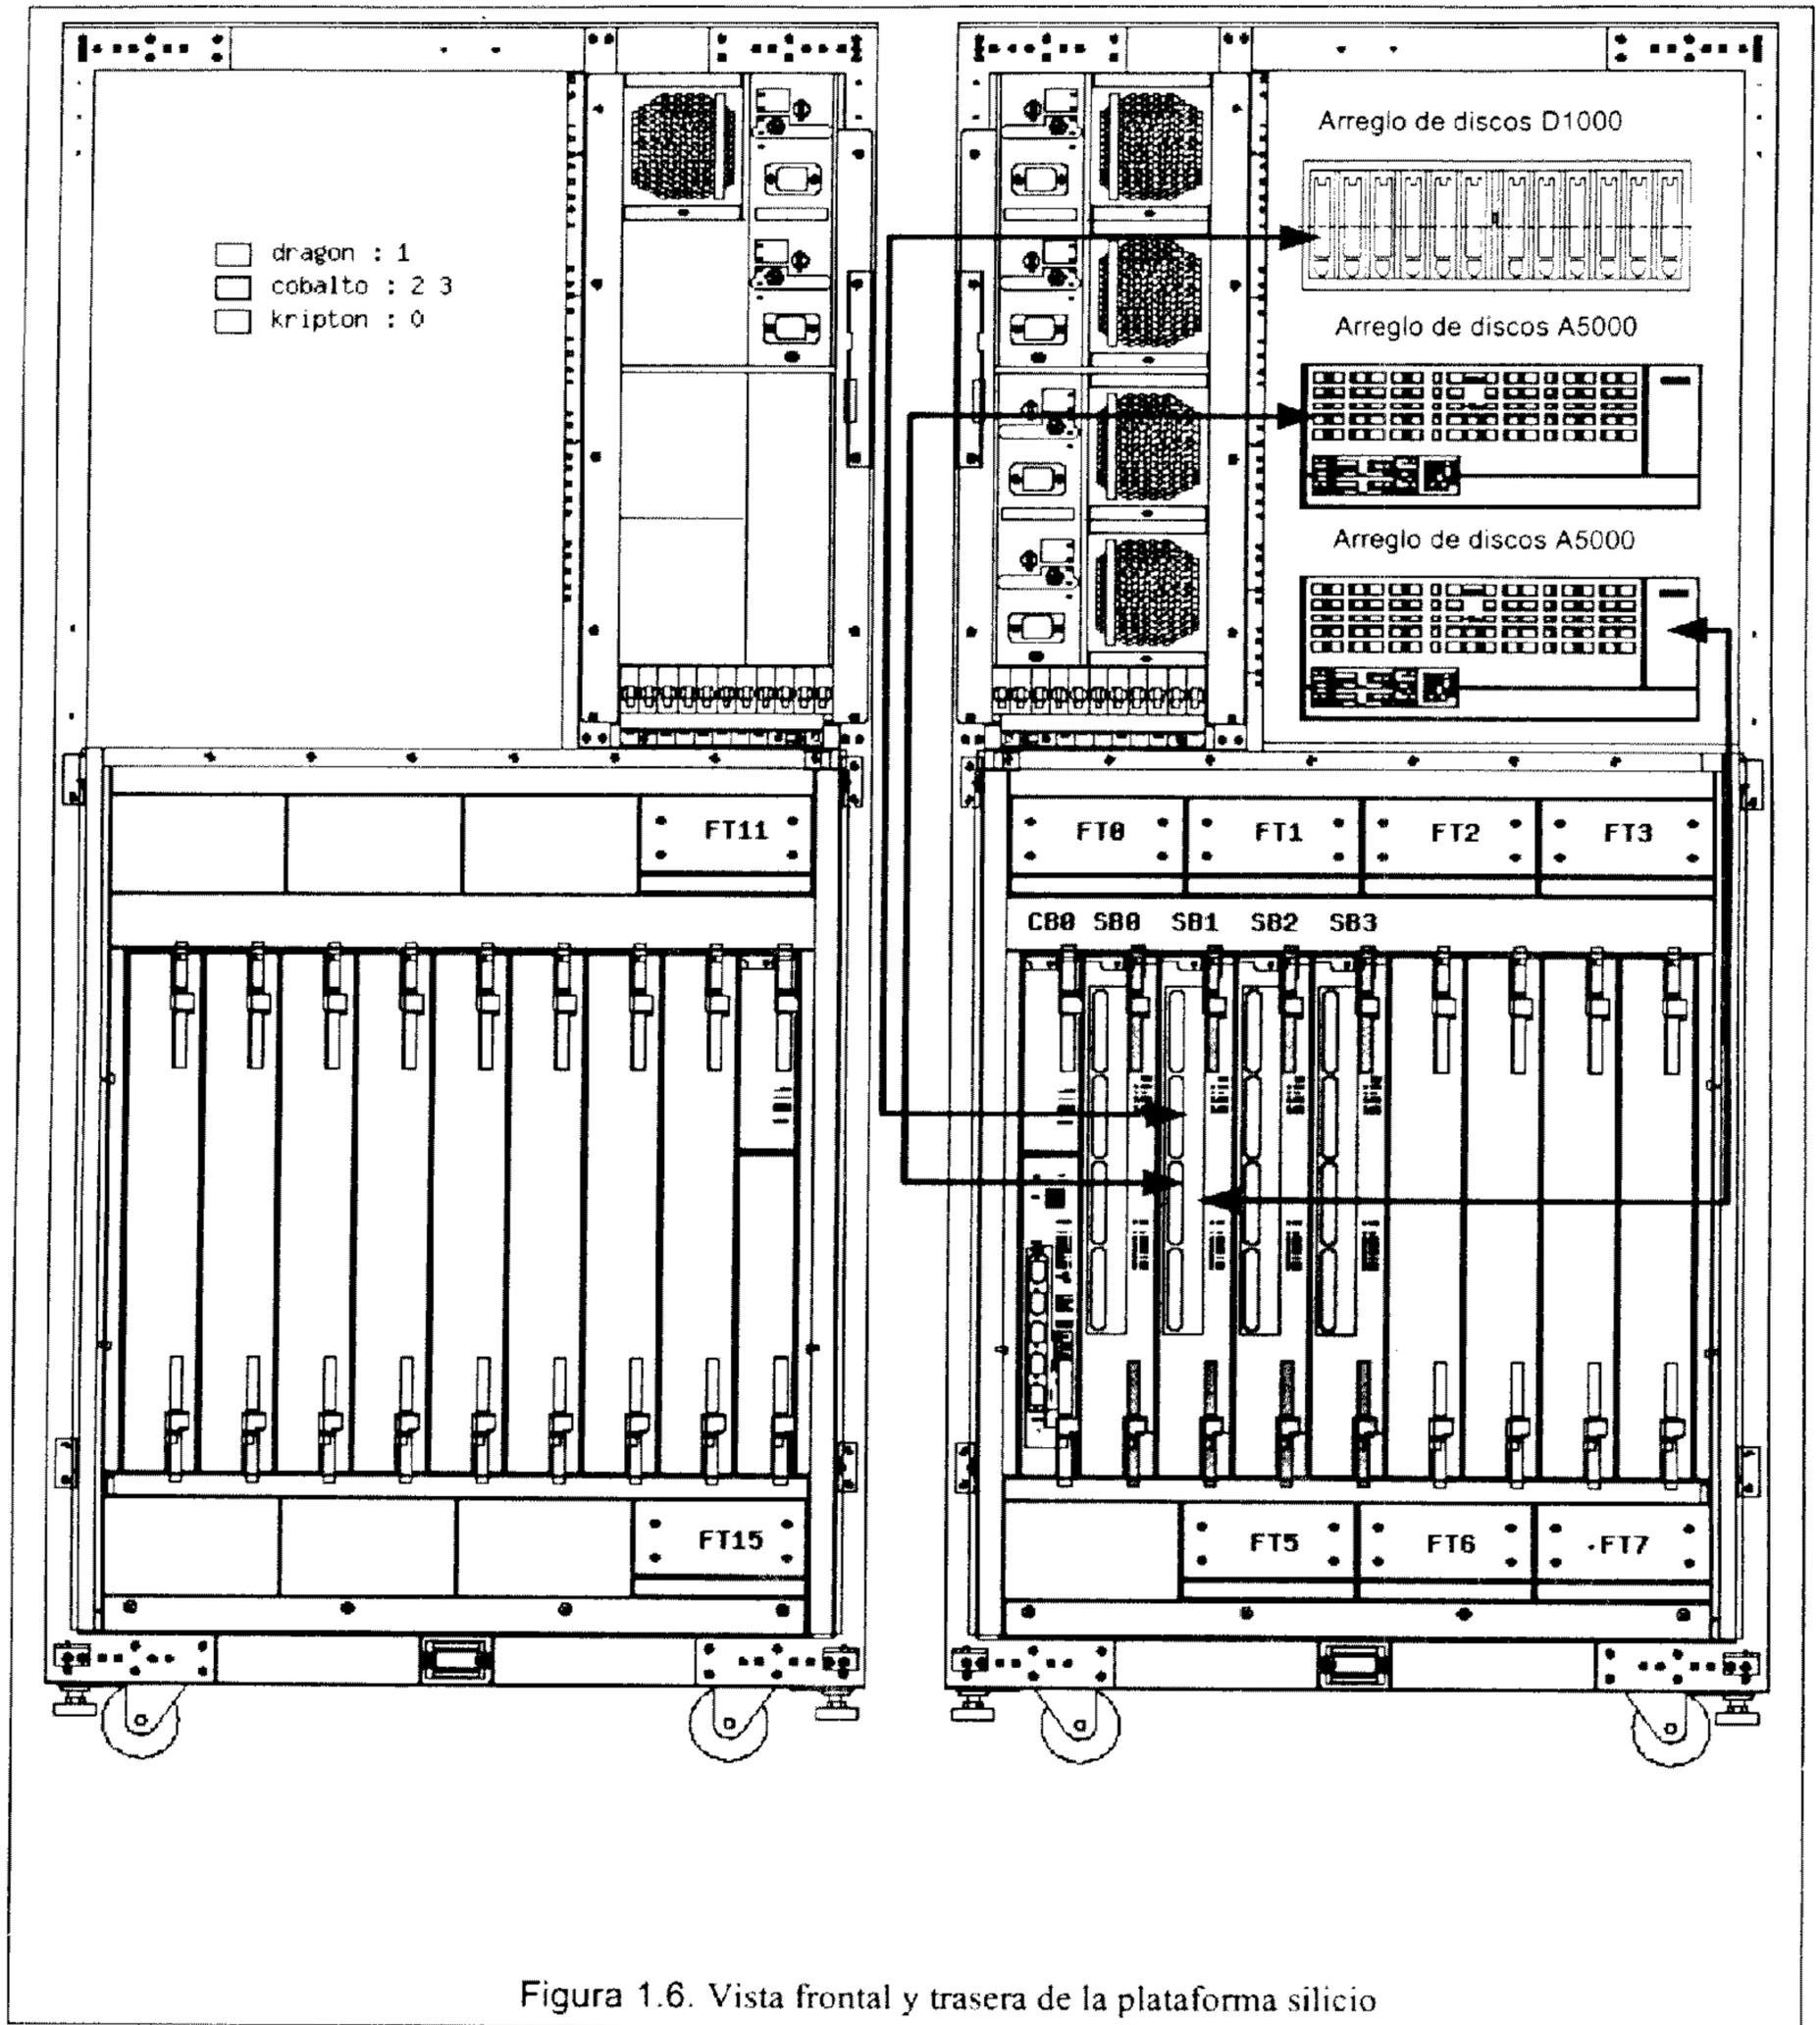 dragon : 1
cobalto : 2 3
kripton : 0
Arreglo de discos D1000
Arreglo de discos A5000
Arreglo de discos A5000
FT11
FT0 FT1 FT2 FT3
CB0 SB0 SB1 SB2 SB3
FT15
FT5 FT6 FT7
Figura 1.6. Vista frontal y trasera de la plataforma silicio